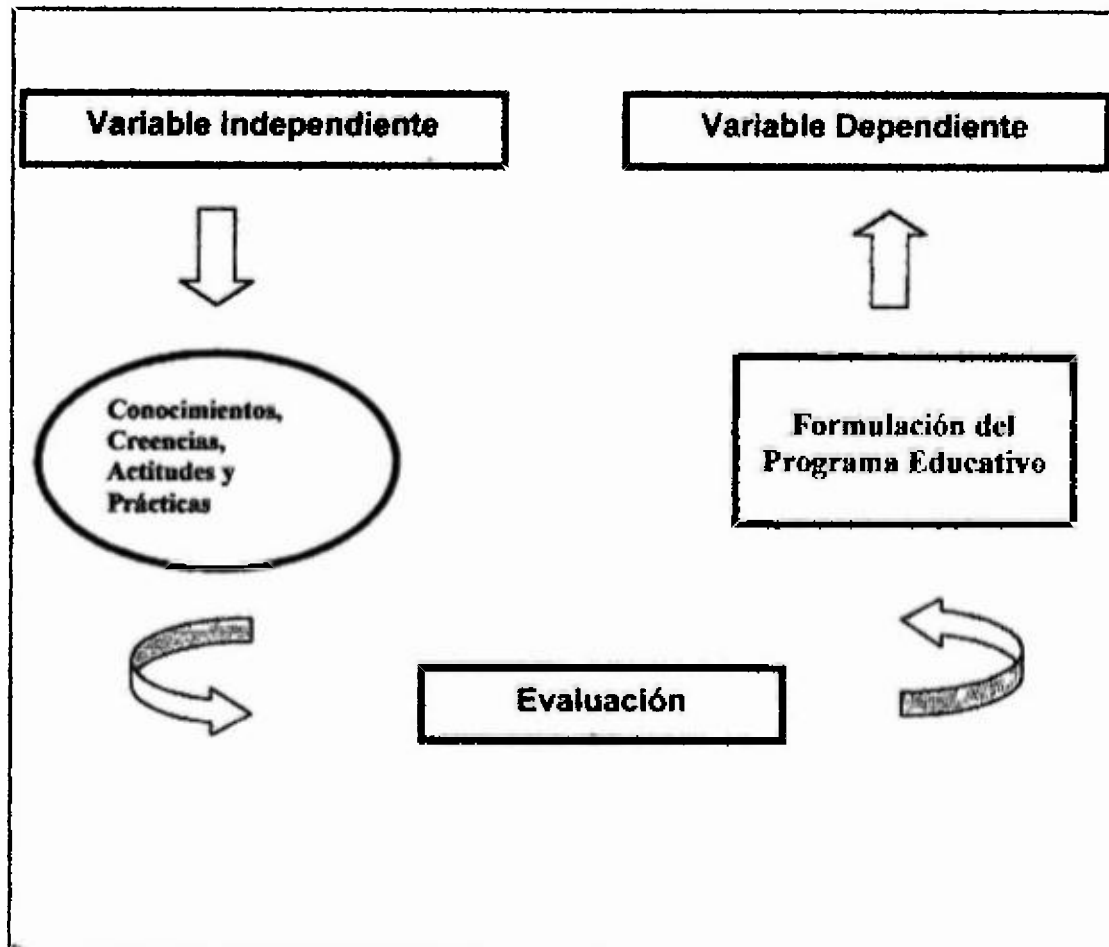 Variable Independiente
Variable Dependiente
Conocimientos,
Creencias,
Actitudes y
Prácticas
Formulación del
Programa Educativo
Evaluación